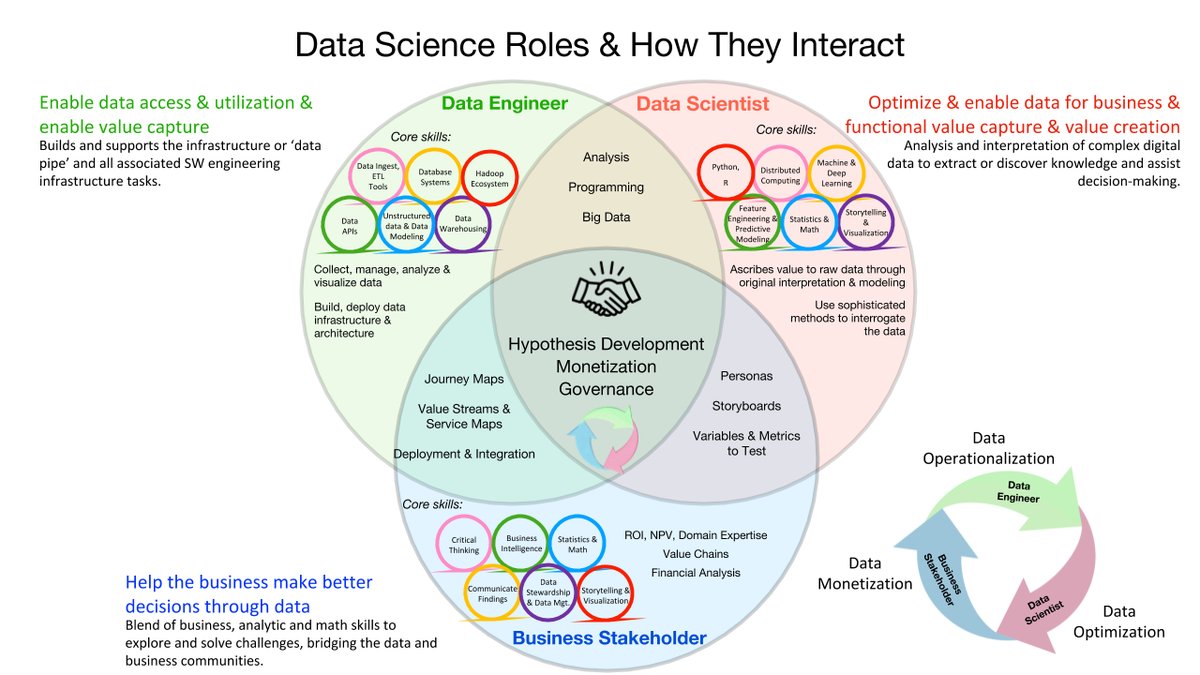 Data Science Roles & How They Interact
Enable data access & utilization &
enable value capture
Builds and supports the infrastructure or ‘data
pipe’ and all associated SW engineering
infrastructure tasks.
Data Engineer
Core skills:
Data Ingest,
ETL
Tools
Database
Systems
Hadoop
Ecosystem
Data
APIs
Unstructured
data & Data
Modeling
Data
Warehousing
Collect, manage, analyze &
visualize data
Build, deploy data
infrastructure &
architecture
Analysis
Programming
Big Data
Data Scientist
Core skills:
Python,
R
Distributed
Computing
Machine &
Deep
Learning
Feature
Engineering &
Predictive
Modeling
Statistics &
Math
Storytelling
&
Visualization
Ascribes value to raw data through
original interpretation & modeling
Use sophisticated
methods to interrogate
the data
Optimize & enable data for business &
functional value capture & value creation
Analysis and interpretation of complex digital
data to extract or discover knowledge and assist
decision-making.
Hypothesis Development
Monetization
Governance
Journey Maps
Value Streams &
Service Maps
Deployment & Integration
Personas
Storyboards
Variables & Metrics
to Test
Core skills:
Critical
Thinking
Business
Intelligence
Statistics &
Math
Communicate
Findings
Data
Stewardship
& Data Mgt.
Storytelling &
Visualization
ROI, NPV, Domain Expertise
Value Chains
Financial Analysis
Business Stakeholder
Help the business make better
decisions through data
Blend of business, analytic and math skills to
explore and solve challenges, bridging the data and
business communities.
Data
Operationalization
Data
Engineer
Data
Monetization
Business
Stakeholder
Data
Scientist
Data
Optimization